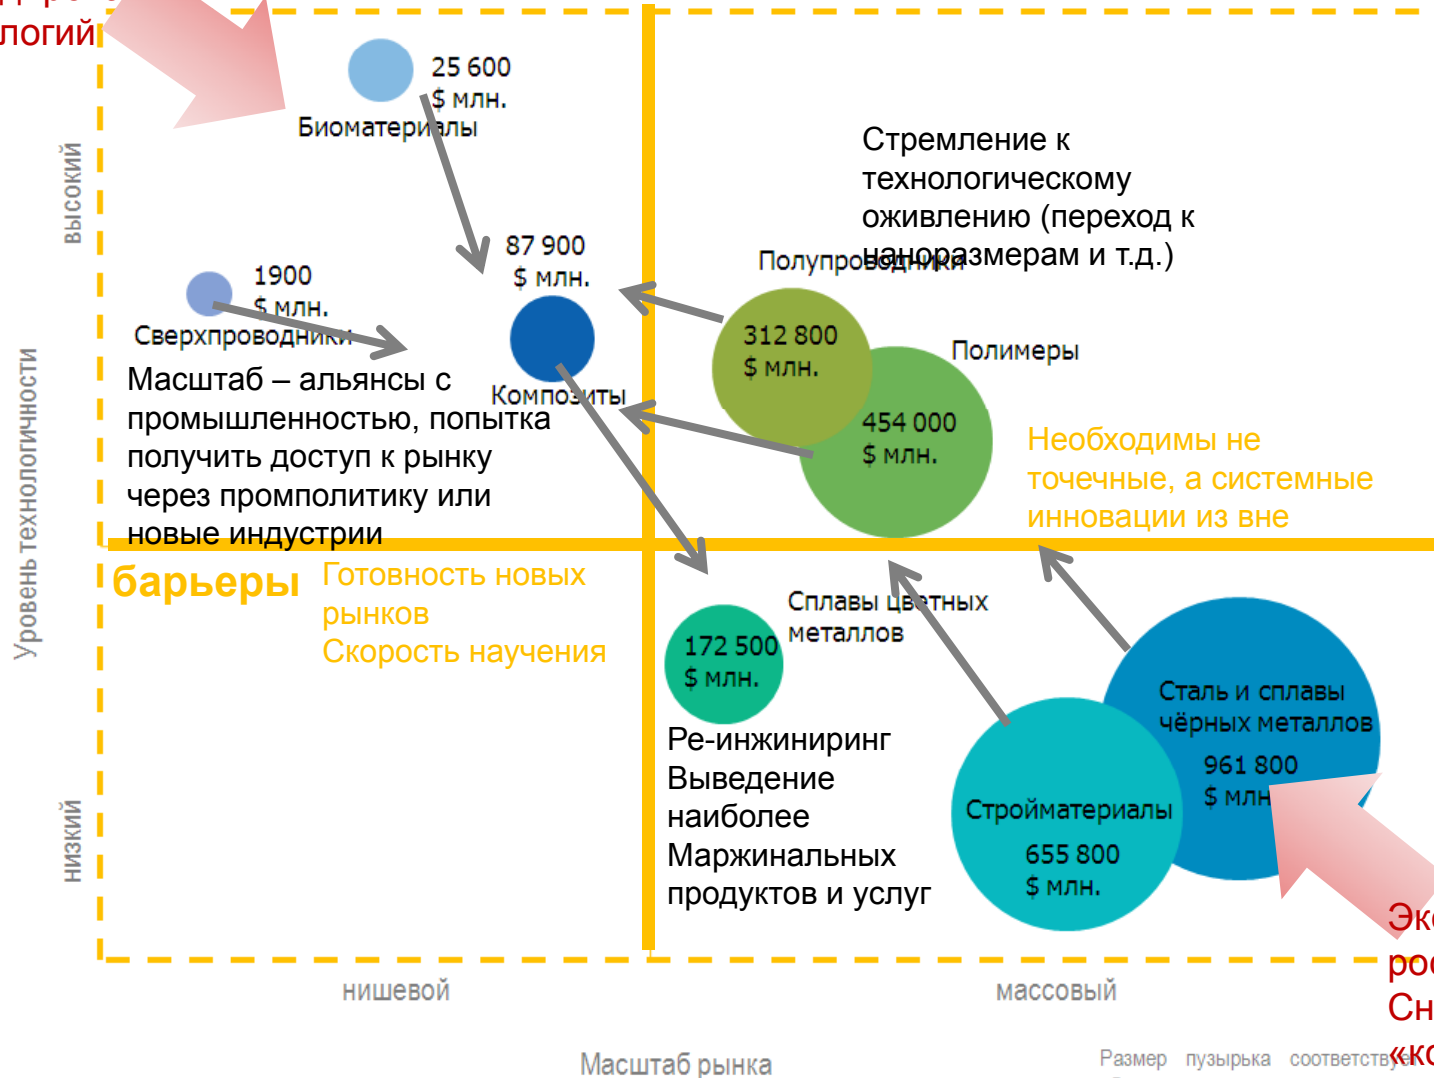 логий
25 600
$ млн.
Биоматериалы
высокий
Стремление к
технологическому
оживлению (переход к
наноразмерам и т.д.)
87 900
$ млн.
Полупроводники
1900
$ млн.
Сверхпроводники
312 800
$ млн.
Полимеры
Уровень технологичности
Масштаб – альянсы с
промышленностью, попытка
получить доступ к рынку
через промполитику или
новые индустрии
Композиты
454 000
$ млн.
Необходимы не
точечные, а системные
инновации из вне
барьеры
Готовность новых
рынков
Скорость научения
Сплавы цветных
металлов
172 500
$ млн.
Сталь и сплавы
чёрных металлов
961 800
$ млн
Ре-инжиниринг
Выведение
наиболее
Маржинальных
продуктов и услуг
Стройматериалы
655 800
$ млн.
низкий
нишевой
массовый
Масштаб рынка
Размер пузырька соответствует